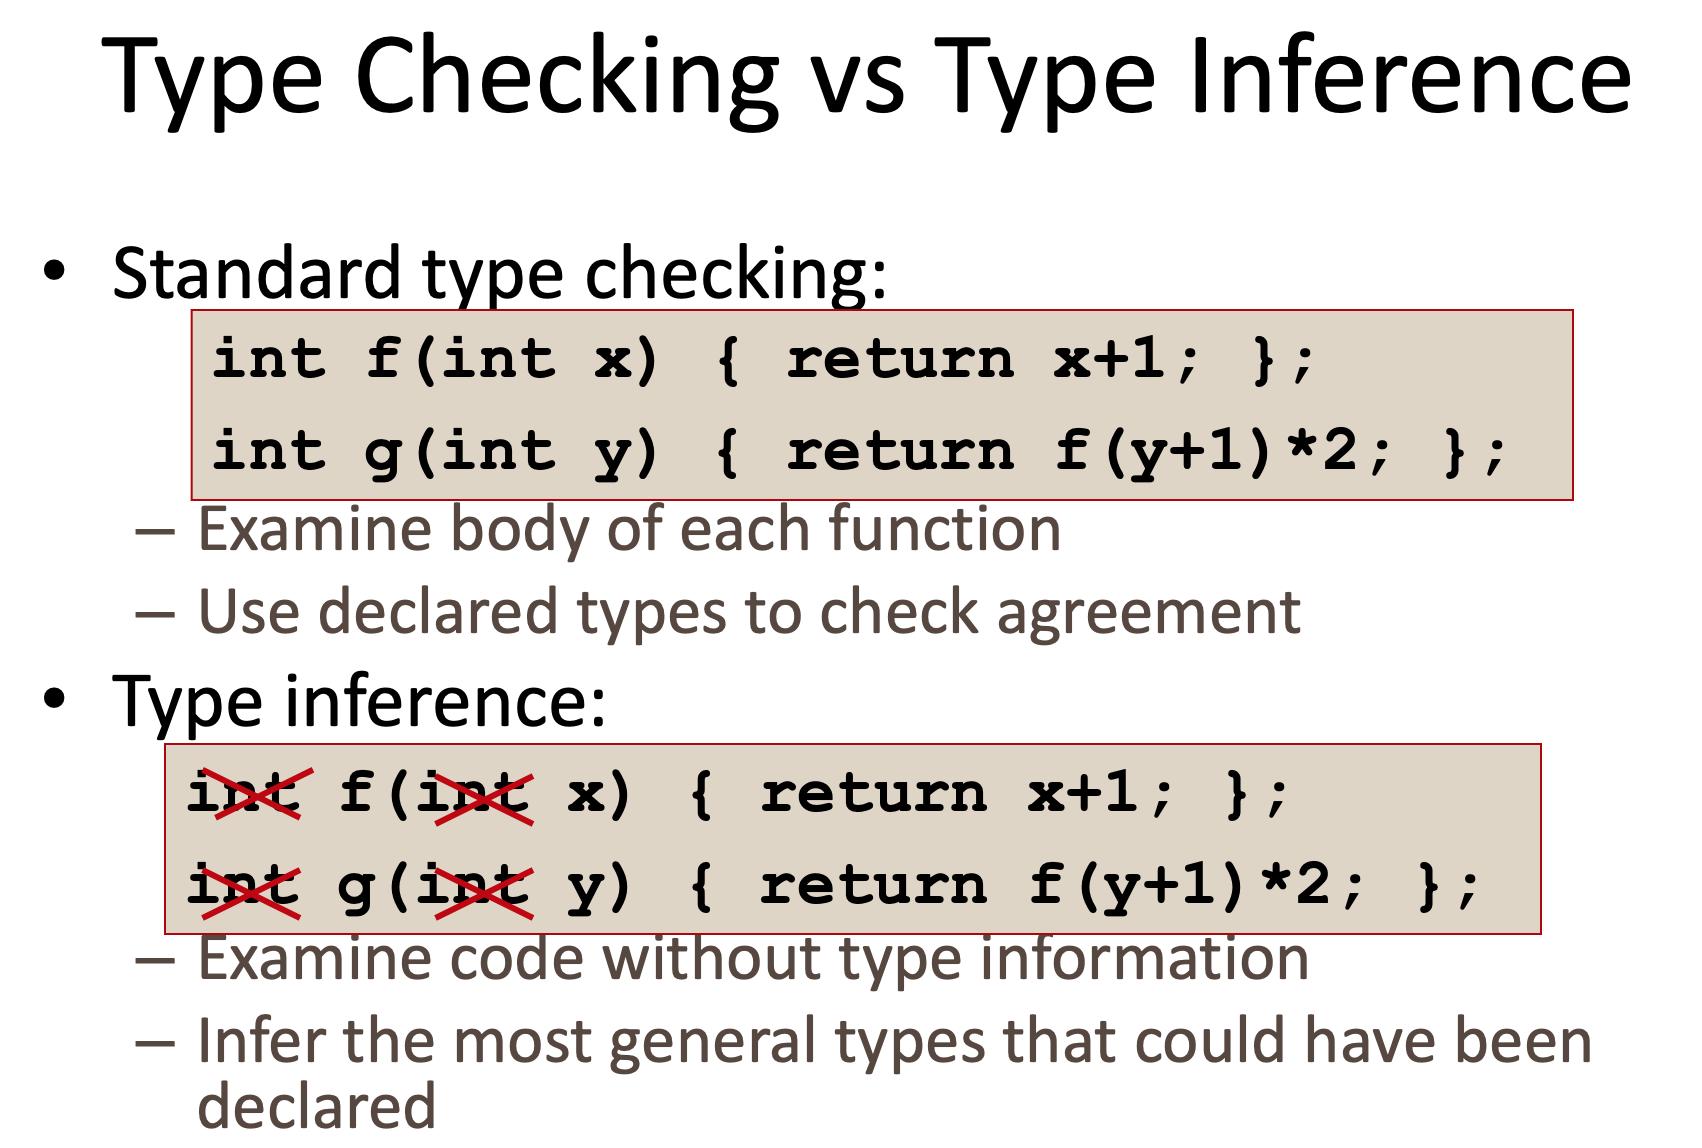 Type Checking vs Type Inference
• Standard type checking:
int f(int x) { return x+1; };
int g(int y) { return f(y+1)*2; };
– Examine body of each function
– Use declared types to check agreement
• Type inference:
int f(int x) { return x+1; };
int g(int y) { return f(y+1)*2; };
– Examine code without type information
– Infer the most general types that could have been
declared